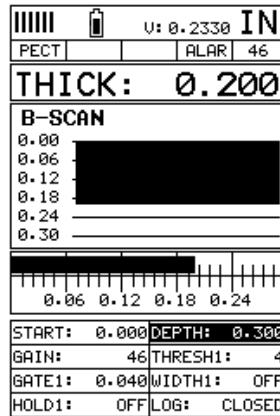 V: 0.2330 IN
PECT ALAR 46
THICK: 0.200
B-SCAN
0.00
0.06
0.12
0.18
0.24
0.30
0.06 0.12 0.18 0.24
START: 0.000 DEPTH: 0.300
GAIN: 46 THRESH1: 4
GATE1: 0.040 WIDTH1: OFF
HOLD1: OFF LOG: CLOSED